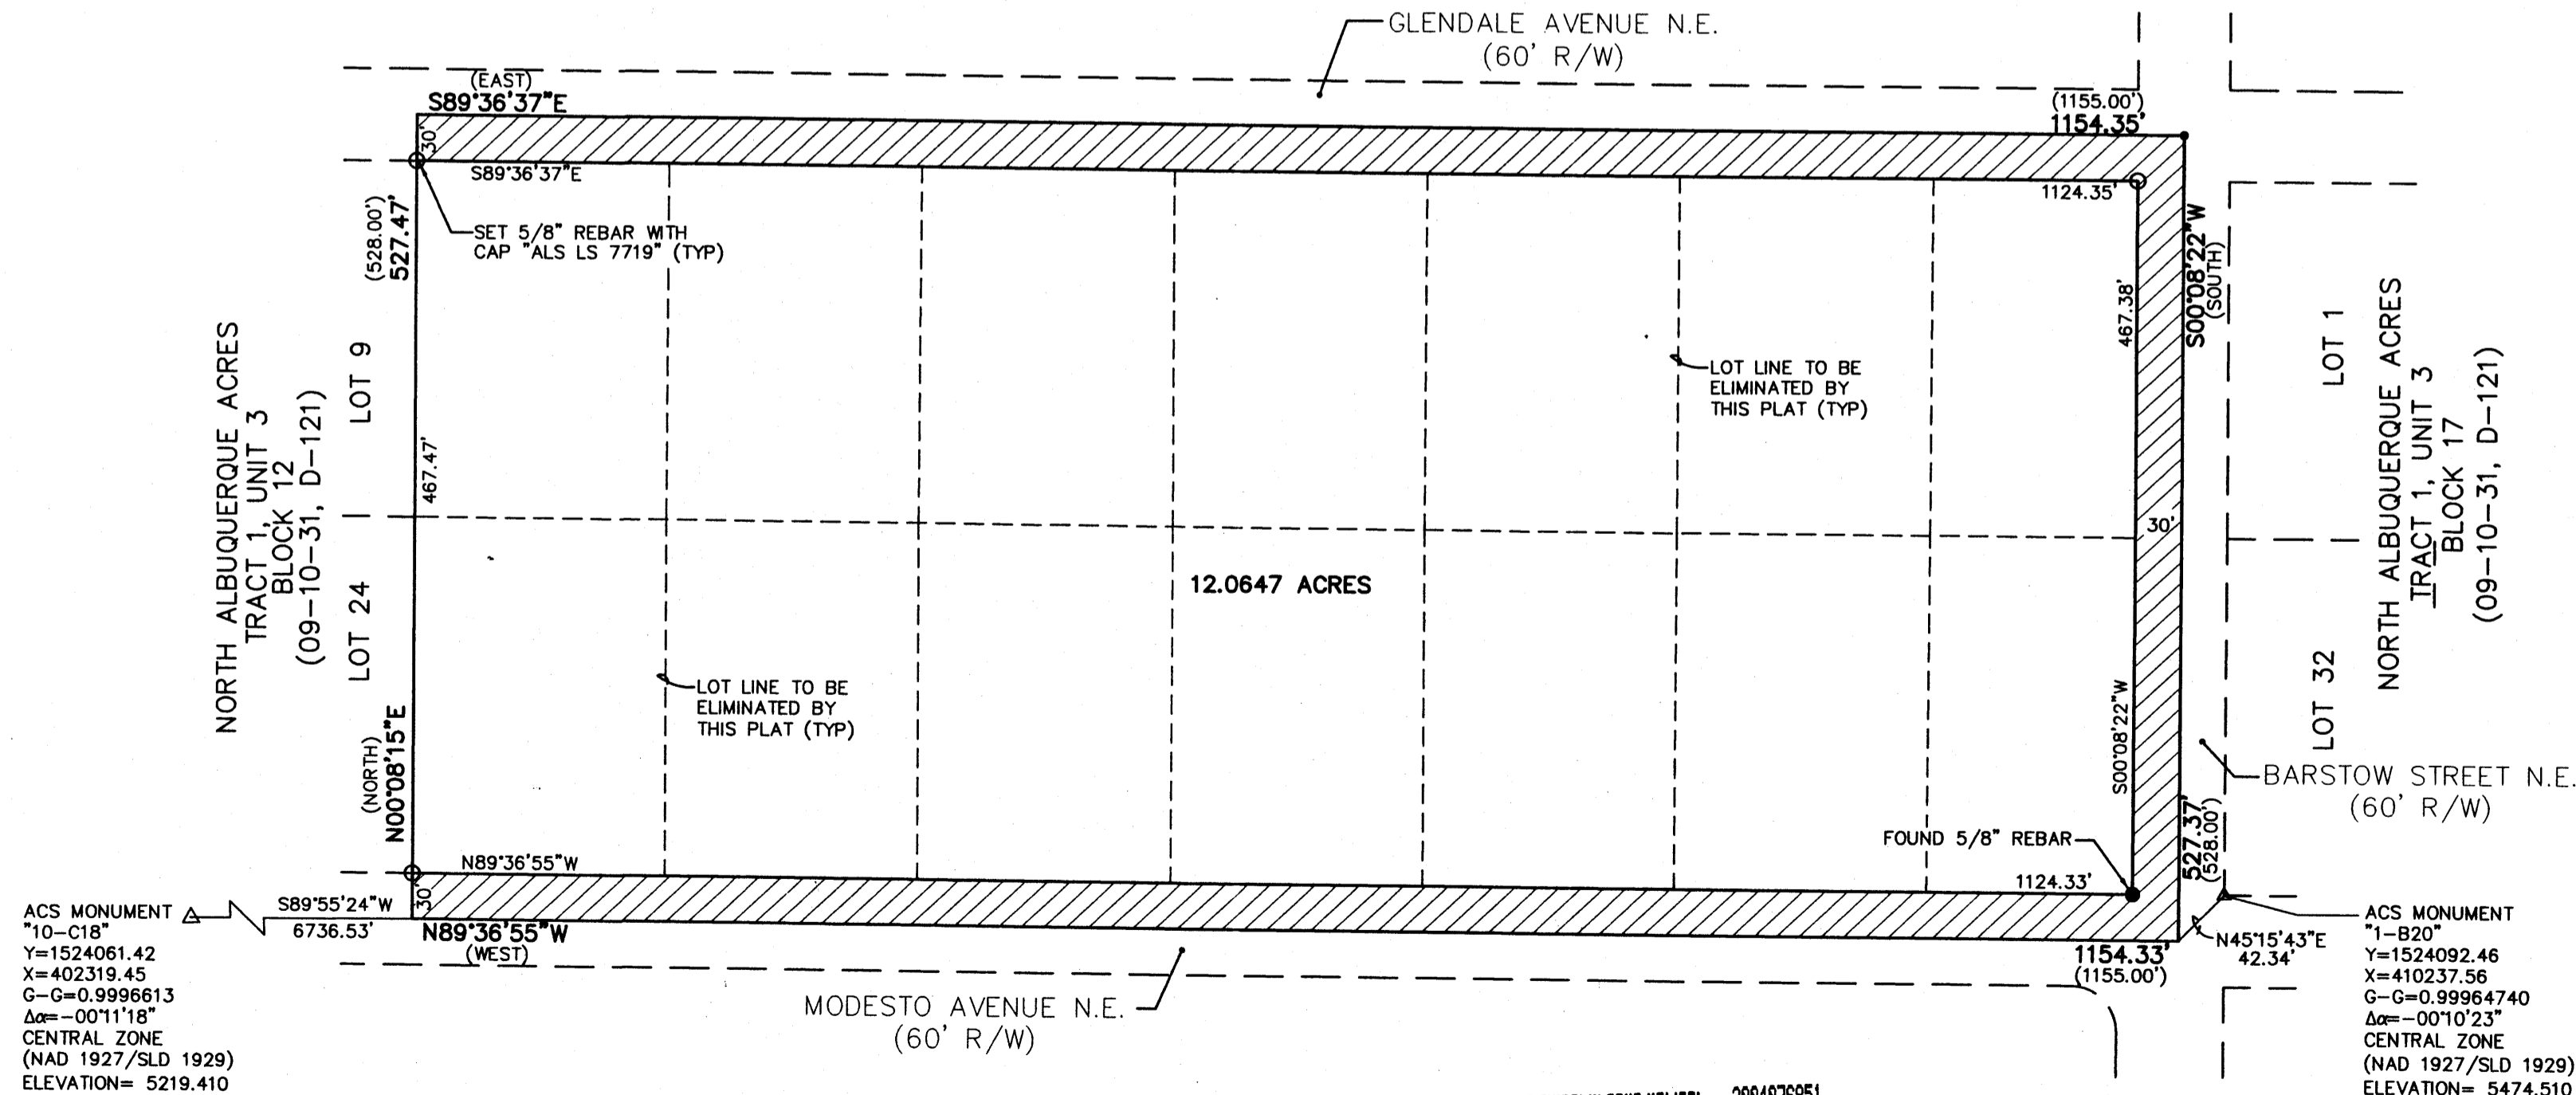 GLENDALE AVENUE N.E.
(60' R/W)
(EAST)
S89°36'37"E
(1155.00')
1154.35'
30'
S89°36'37"E
1124.35'
(528.00')
527.47'
SET 5/8" REBAR WITH
CAP "ALS LS 7719" (TYP)
467.38'
S00°08'22"W
(SOUTH)
NORTH ALBUQUERQUE ACRES
TRACT 1, UNIT 3
BLOCK 12
(09-10-31, D-121)
LOT 9
LOT 24
467.47'
LOT LINE TO BE
ELIMINATED BY
THIS PLAT (TYP)
LOT 1
LOT 32
NORTH ALBUQUERQUE ACRES
TRACT 1, UNIT 3
BLOCK 17
(09-10-31, D-121)
30'
12.0647 ACRES
LOT LINE TO BE
ELIMINATED BY
THIS PLAT (TYP)
(NORTH)
N00°08'15"E
S00°08'22"W
BARSTOW STREET N.E.
(60' R/W)
527.37'
(528.00')
FOUND 5/8" REBAR
N89°36'55"W
1124.33'
30'
S89°55'24"W
6736.53'
N89°36'55"W
(WEST)
1154.33'
(1155.00')
N45°15'43"E
42.34'
MODESTO AVENUE N.E.
(60' R/W)
ACS MONUMENT
"10-C18"
Y=1524061.42
X=402319.45
G-G=0.9996613
Δα=-00°11'18"
CENTRAL ZONE
(NAD 1927/SLD 1929)
ELEVATION= 5219.410
ACS MONUMENT
"1-B20"
Y=1524092.46
X=410237.56
G-G=0.99964740
Δα=-00°10'23"
CENTRAL ZONE
(NAD 1927/SLD 1929)
ELEVATION= 5474.510